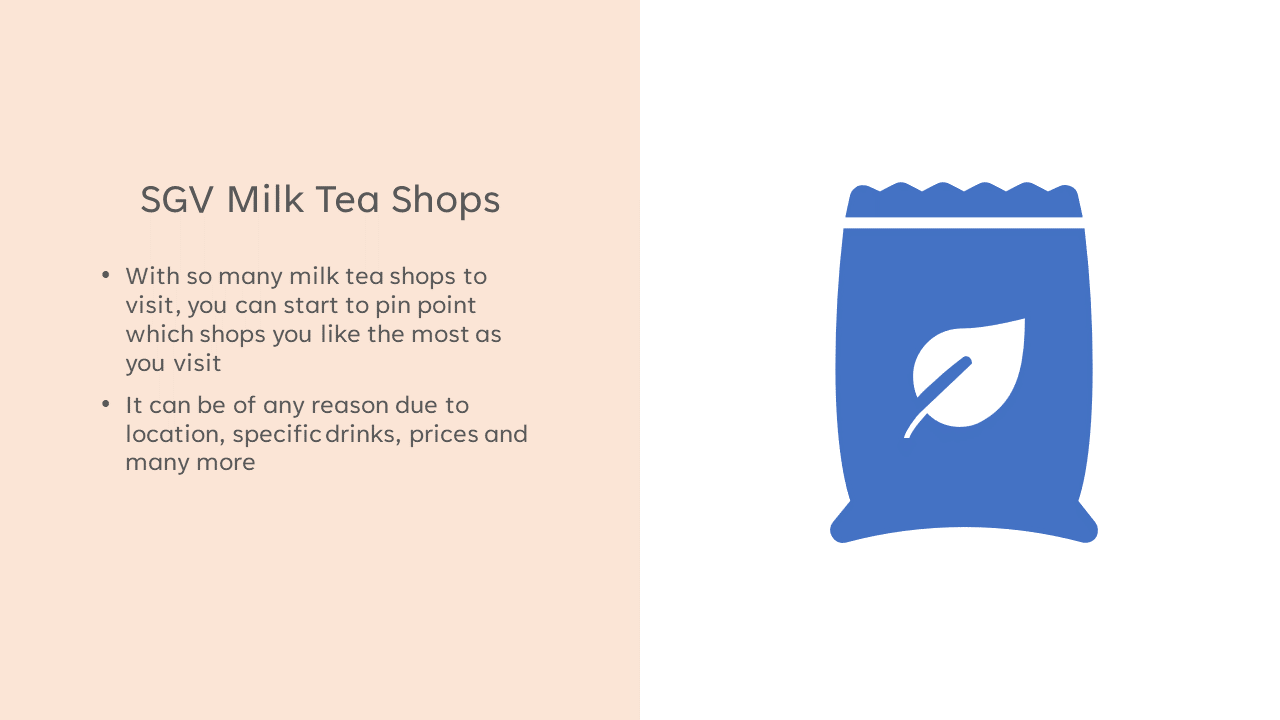 SGV Milk Tea Shops
• With so many milk tea shops to
visit, you can start to pin point
which shops you like the most as
you visit
• It can be of any reason due to
location, specific drinks, prices and
many more